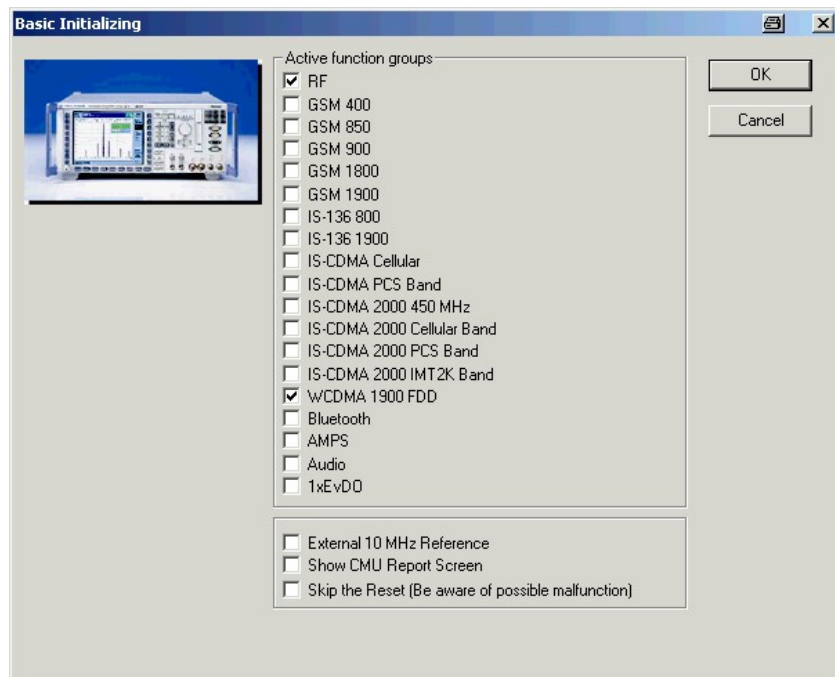 Basic Initializing
Active function groups
RF
GSM 400
GSM 850
GSM 900
GSM 1800
GSM 1900
IS-136 800
IS-136 1900
IS-CDMA Cellular
IS-CDMA PCS Band
IS-CDMA 2000 450 MHz
IS-CDMA 2000 Cellular Band
IS-CDMA 2000 PCS Band
IS-CDMA 2000 IMT2K Band
WCDMA 1900 FDD
Bluetooth
AMPS
Audio
1xEvDO
External 10 MHz Reference
Show CMU Report Screen
Skip the Reset (Be aware of possible malfunction)
OK
Cancel